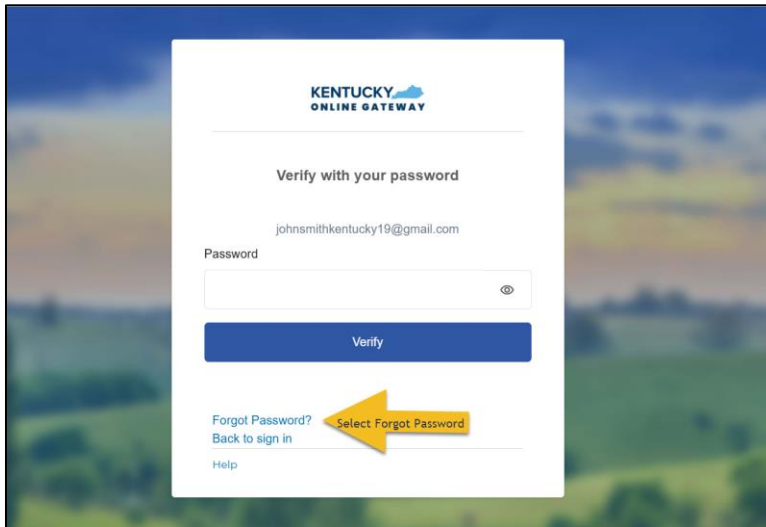 KENTUCKY
ONLINE GATEWAY
Verify with your password
johnsmithkentucky19@gmail.com
Password
Verify
Forgot Password?
Select Forgot Password
Back to sign in
Help